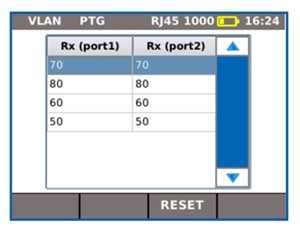 VLAN PTG RJ45 1000 16:24
Rx (port1) Rx (port2)
70 70
80 80
60 60
50 50
RESET